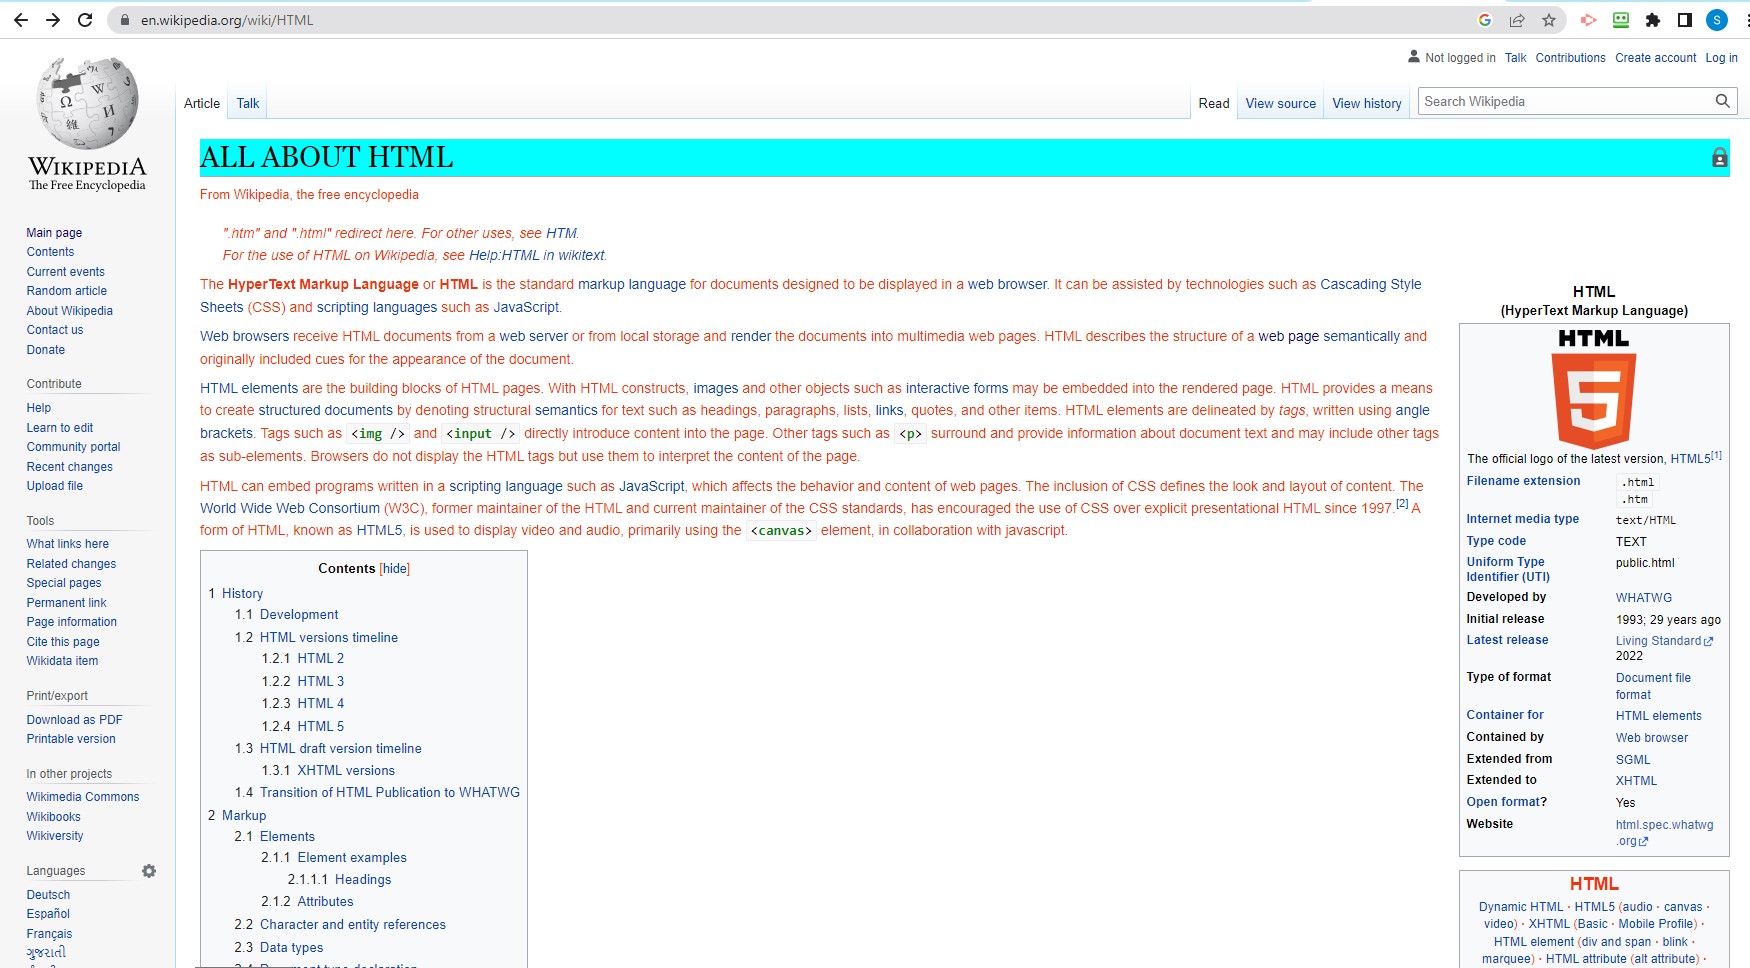 en.wikipedia.org/wiki/HTML
S
Not logged in Talk Contributions Create account Log in
Article Talk Read View source View history Search Wikipedia
Ω W И 維
WIKIPEDIA
The Free Encyclopedia
Main page
Contents
Current events
Random article
About Wikipedia
Contact us
Donate
Contribute
Help
Learn to edit
Community portal
Recent changes
Upload file
Tools
What links here
Related changes
Special pages
Permanent link
Page information
Cite this page
Wikidata item
Print/export
Download as PDF
Printable version
In other projects
Wikimedia Commons
Wikibooks
Wikiversity
Languages
Deutsch
Español
Français
ગુજરાતી
ALL ABOUT HTML
From Wikipedia, the free encyclopedia
".htm" and ".html" redirect here. For other uses, see HTM.
For the use of HTML on Wikipedia, see Help:HTML in wikitext.
The HyperText Markup Language or HTML is the standard markup language for documents designed to be displayed in a web browser. It can be assisted by technologies such as Cascading Style
Sheets (CSS) and scripting languages such as JavaScript.
Web browsers receive HTML documents from a web server or from local storage and render the documents into multimedia web pages. HTML describes the structure of a web page semantically and
originally included cues for the appearance of the document.
HTML elements are the building blocks of HTML pages. With HTML constructs, images and other objects such as interactive forms may be embedded into the rendered page. HTML provides a means
to create structured documents by denoting structural semantics for text such as headings, paragraphs, lists, links, quotes, and other items. HTML elements are delineated by tags, written using angle
brackets. Tags such as <img /> and <input /> directly introduce content into the page. Other tags such as <p> surround and provide information about document text and may include other tags
as sub-elements. Browsers do not display the HTML tags but use them to interpret the content of the page.
HTML can embed programs written in a scripting language such as JavaScript, which affects the behavior and content of web pages. The inclusion of CSS defines the look and layout of content. The
World Wide Web Consortium (W3C), former maintainer of the HTML and current maintainer of the CSS standards, has encouraged the use of CSS over explicit presentational HTML since 1997.[2] A
form of HTML, known as HTML5, is used to display video and audio, primarily using the <canvas> element, in collaboration with javascript.
Contents [hide]
1 History
1.1 Development
1.2 HTML versions timeline
1.2.1 HTML 2
1.2.2 HTML 3
1.2.3 HTML 4
1.2.4 HTML 5
1.3 HTML draft version timeline
1.3.1 XHTML versions
1.4 Transition of HTML Publication to WHATWG
2 Markup
2.1 Elements
2.1.1 Element examples
2.1.1.1 Headings
2.1.2 Attributes
2.2 Character and entity references
2.3 Data types
HTML
(HyperText Markup Language)
HTML
5
The official logo of the latest version, HTML5[1]
Filename extension .html
.htm
Internet media type text/HTML
Type code TEXT
Uniform Type public.html
Identifier (UTI)
Developed by WHATWG
Initial release 1993; 29 years ago
Latest release Living Standard
2022
Type of format Document file
format
Container for HTML elements
Contained by Web browser
Extended from SGML
Extended to XHTML
Open format? Yes
Website html.spec.whatwg
.org
HTML
Dynamic HTML · HTML5 (audio · canvas ·
video) · XHTML (Basic · Mobile Profile) ·
HTML element (div and span · blink ·
marquee) · HTML attribute (alt attribute) ·